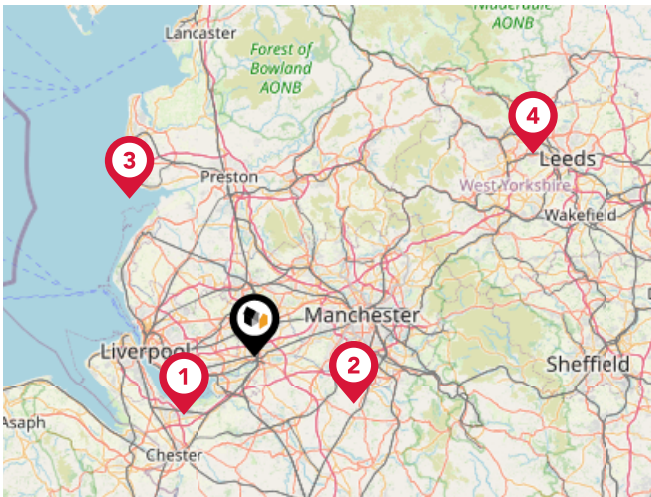 Nidderdale
AONB
Lancaster
Forest of
Bowland
AONB
4
Leeds
3
Preston
West Yorkshire
Wakefield
Manchester
Liverpool
Sheffield
1
2
Asaph
Chester